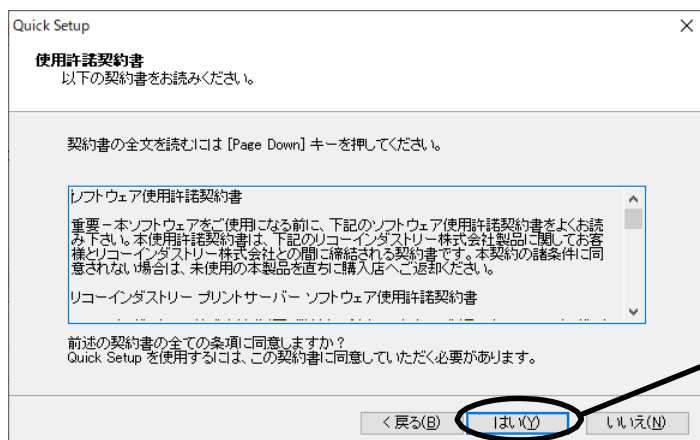 Quick Setup
使用許諾契約書
以下の契約書をお読みください。
契約書の全文を読むには [Page Down] キーを押してください。
ソフトウェア使用許諾契約書
重要－本ソフトウェアをご使用になる前に、下記のソフトウェア使用許諾契約書をよくお読
み下さい。本使用許諾契約書は、下記のリコーインダストリー株式会社製品に関してお客
様とリコーインダストリー株式会社との間に締結される契約書です。本契約の諸条件に同
意されない場合は、未使用の本製品を直ちに購入店へご返却ください。
リコーインダストリー プリントサーバー ソフトウェア使用許諾契約書
前述の契約書の全ての条項に同意しますか？
Quick Setup を使用するには、この契約書に同意していただく必要があります。
< 戻る(B) はい(Y) いいえ(N)